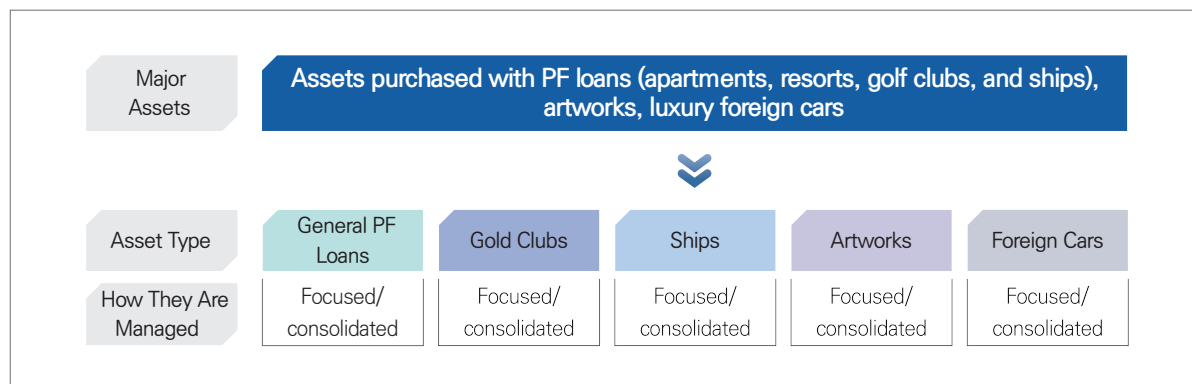 Major
Assets
Assets purchased with PF loans (apartments, resorts, golf clubs, and ships),
artworks, luxury foreign cars
Asset Type
General PF
Loans
Gold Clubs
Ships
Artworks
Foreign Cars
How They Are
Managed
Focused/
consolidated
Focused/
consolidated
Focused/
consolidated
Focused/
consolidated
Focused/
consolidated